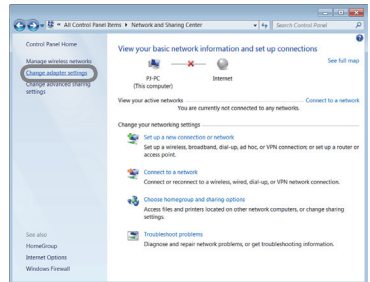 « All Control Panel Items ▸ Network and Sharing Center
Search Control Panel
Control Panel Home
Manage wireless networks
Change adapter settings
Change advanced sharing
settings
View your basic network information and set up connections
See full map
PJ-PC
(This computer)
Internet
View your active networks
Connect to a network
You are currently not connected to any networks.
Change your networking settings
Set up a new connection or network
Set up a wireless, broadband, dial-up, ad hoc, or VPN connection; or set up a router or
access point.
Connect to a network
Connect or reconnect to a wireless, wired, dial-up, or VPN network connection.
Choose homegroup and sharing options
Access files and printers located on other network computers, or change sharing
settings.
Troubleshoot problems
Diagnose and repair network problems, or get troubleshooting information.
See also
HomeGroup
Internet Options
Windows Firewall